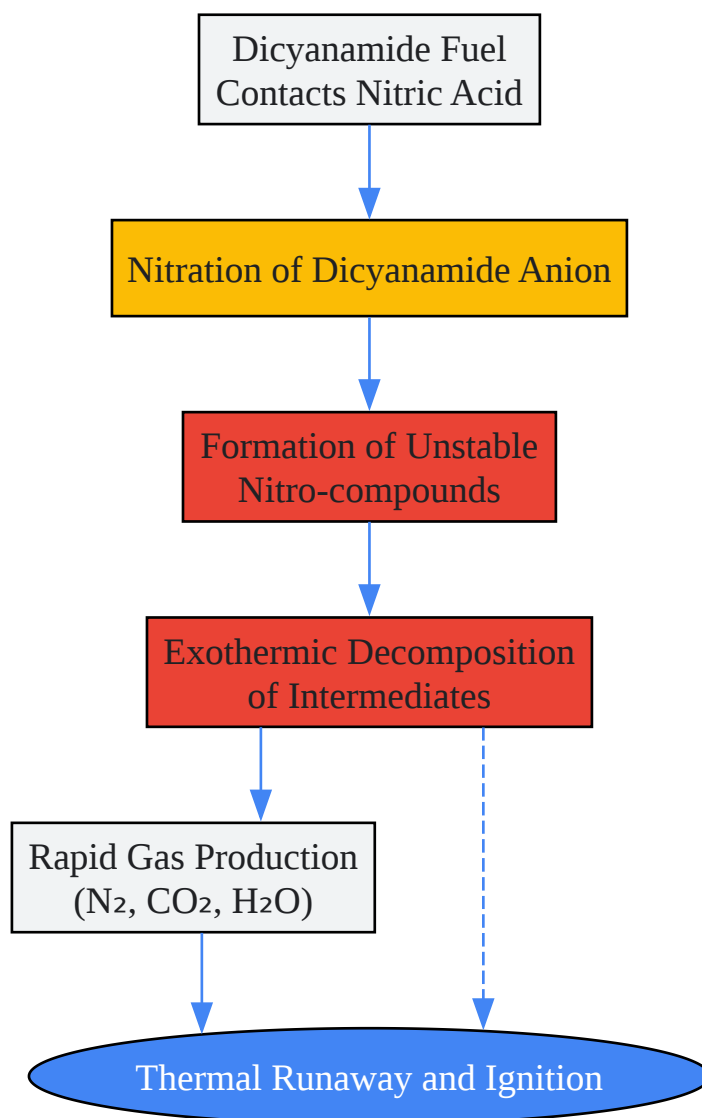 Dicyanamide Fuel
Contacts Nitric Acid
Nitration of Dicyanamide Anion
Formation of Unstable
Nitro-compounds
Exothermic Decomposition
of Intermediates
Rapid Gas Production
(N₂, CO₂, H₂O)
Thermal Runaway and Ignition